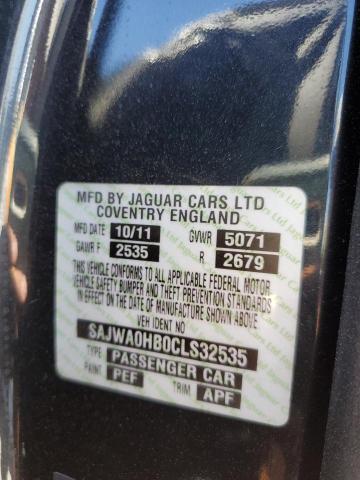 MFD BY JAGUAR CARS LTD
COVENTRY ENGLAND
MFD DATE 10/11 GVWR 5071
GAWR F 2535 R 2679
THIS VEHICLE CONFORMS TO ALL APPLICABLE FEDERAL MOTOR
VEHICLE SAFETY, BUMPER AND THEFT PREVENTION STANDARDS
IN EFFECT ON THE DATE OF MANUFACTURE SHOWN ABOVE.
VEH IDENT NO
SAJWA0HB0CLS32535
TYPE PASSENGER CAR
PAINT PEF TRIM APF